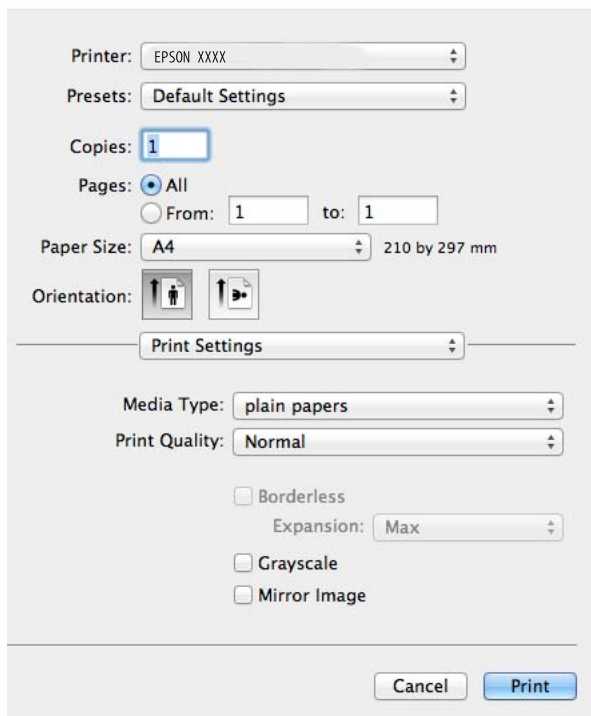 Printer: EPSON XXXX
Presets: Default Settings
Copies: 1
Pages: All
From: 1 to: 1
Paper Size: A4 210 by 297 mm
Orientation:
Print Settings
Media Type: plain papers
Print Quality: Normal
Borderless
Expansion: Max
Grayscale
Mirror Image
Cancel Print